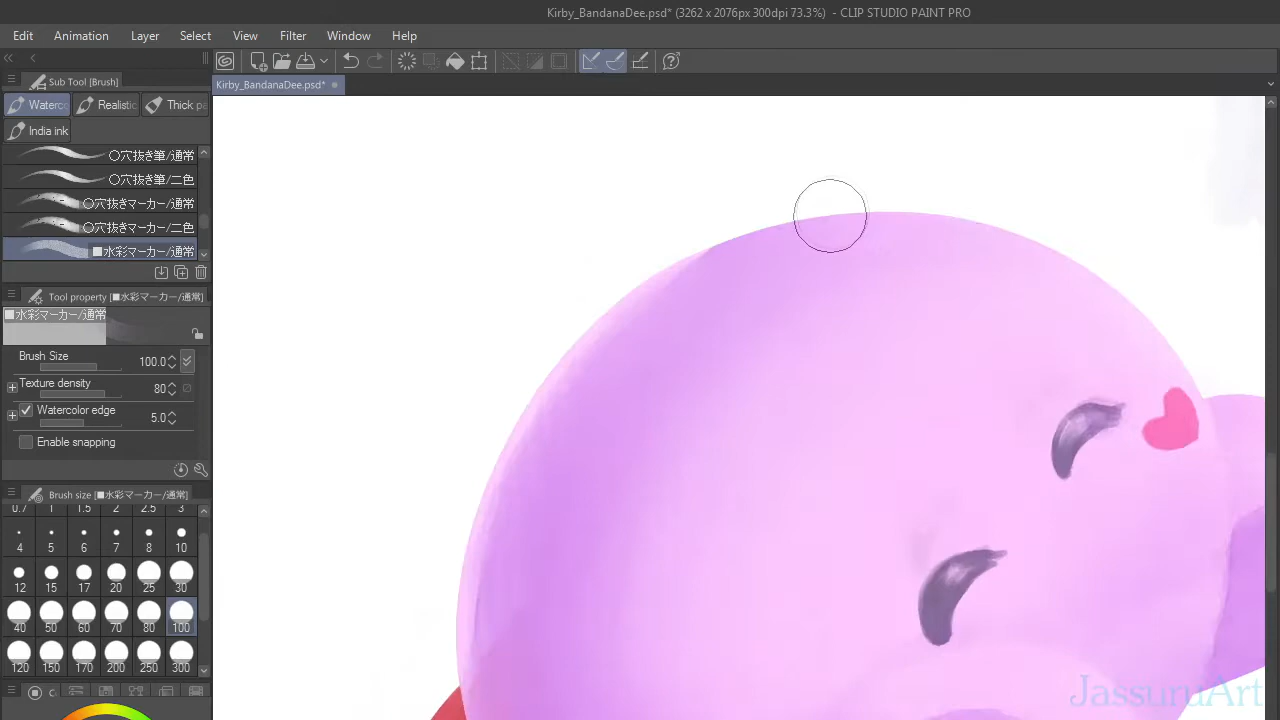 Kirby_BandanaDee.psd* (3262 x 2076px 300dpi 73.3%) - CLIP STUDIO PAINT PRO
Edit Animation Layer Select View Filter Window Help
Sub Tool [Brush]
Kirby_BandanaDee.psd*
Waterco Realistic Thick pa
India ink
〇穴抜き筆/通常
〇穴抜き筆/二色
〇穴抜きマーカー/通常
〇穴抜きマーカー/二色
■水彩マーカー/通常
Tool property [■水彩マーカー/通常]
■水彩マーカー/通常
Brush Size 100.0
Texture density 80
Watercolor edge 5.0
Enable snapping
Brush size [■水彩マーカー/通常]
0.7 1 1.5 2 2.5 3
4 5 6 7 8 10
12 15 17 20 25 30
40 50 60 70 80 100
120 150 170 200 250 300
JassuruArt